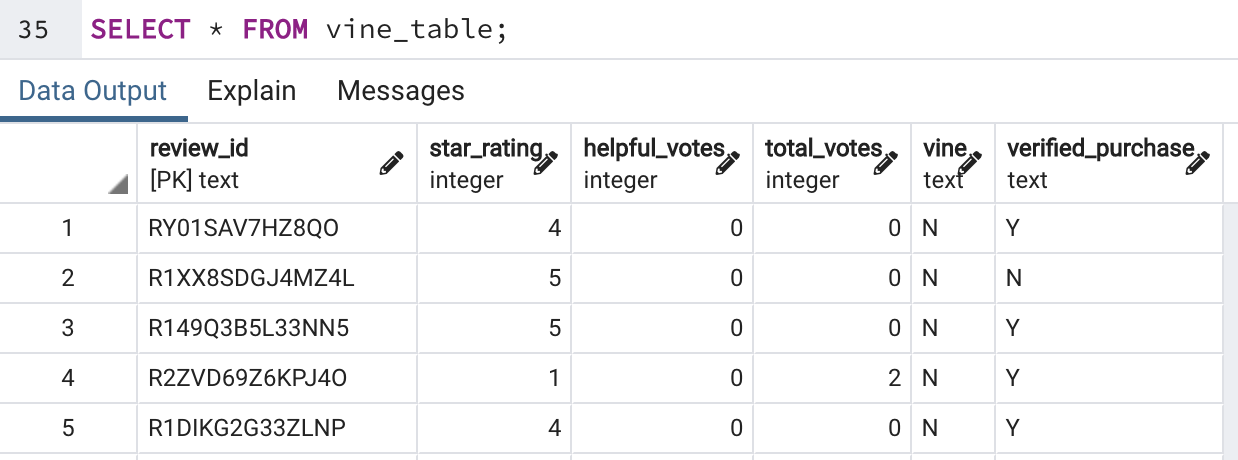 35 SELECT * FROM vine_table;
Data Output Explain Messages
review_id star_rating helpful_votes total_votes vine verified_purchase
[PK] text integer integer integer text text
1 RY01SAV7HZ8QO 4 0 0 N Y
2 R1XX8SDGJ4MZ4L 5 0 0 N N
3 R149Q3B5L33NN5 5 0 0 N Y
4 R2ZVD69Z6KPJ4O 1 0 2 N Y
5 R1DIKG2G33ZLNP 4 0 0 N Y